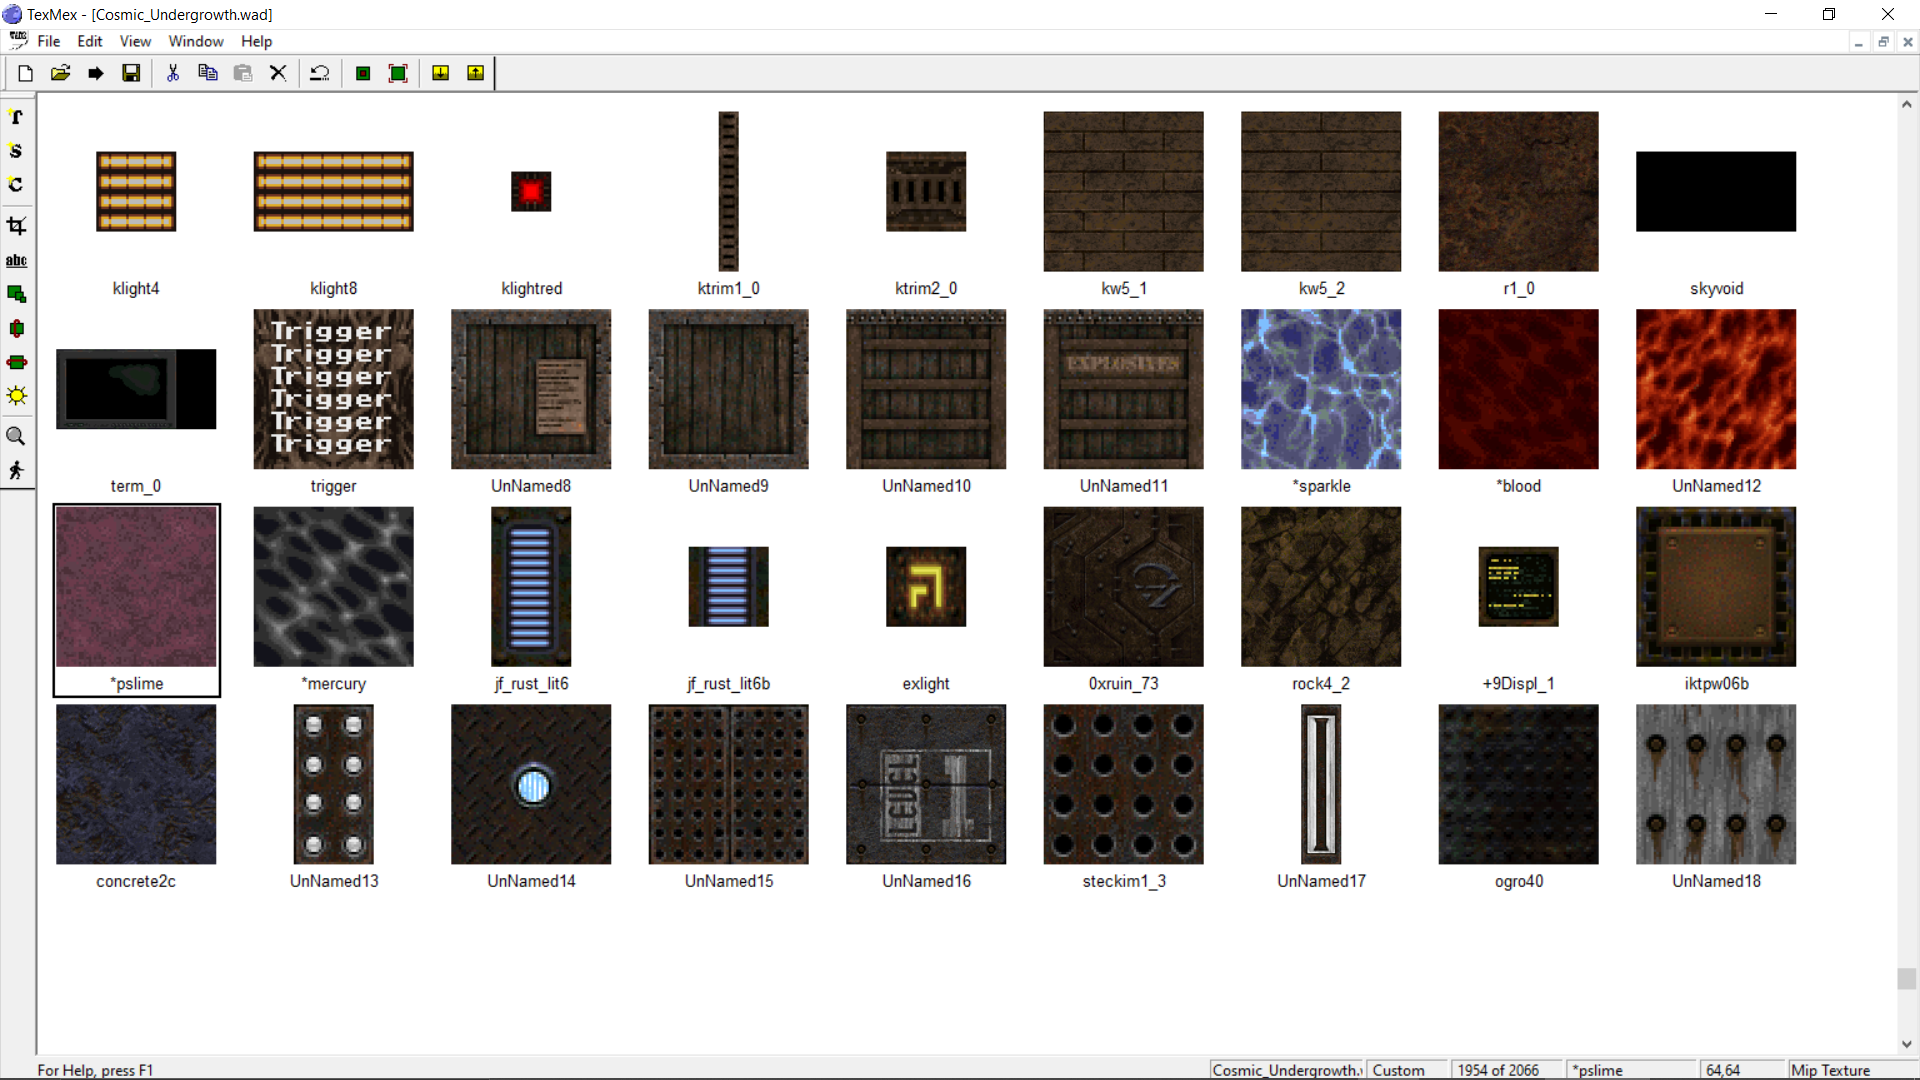 TexMex - [Cosmic_Undergrowth.wad]
File Edit View Window Help
T
S
C
abc
klight4 klight8 klightred ktrim1_0 ktrim2_0 kw5_1 kw5_2 r1_0 skyvoid
Trigger
Trigger
Trigger
Trigger
Trigger
Trigger
EXPLOSIVES
term_0 trigger UnNamed8 UnNamed9 UnNamed10 UnNamed11 *sparkle *blood UnNamed12
*pslime *mercury jf_rust_lit6 jf_rust_lit6b exlight 0xruin_73 rock4_2 +9Displ_1 iktpw06b
LEVEL 1
concrete2c UnNamed13 UnNamed14 UnNamed15 UnNamed16 steckim1_3 UnNamed17 ogro40 UnNamed18
For Help, press F1 Cosmic_Undergrowth. Custom 1954 of 2066 *pslime 64,64 Mip Texture